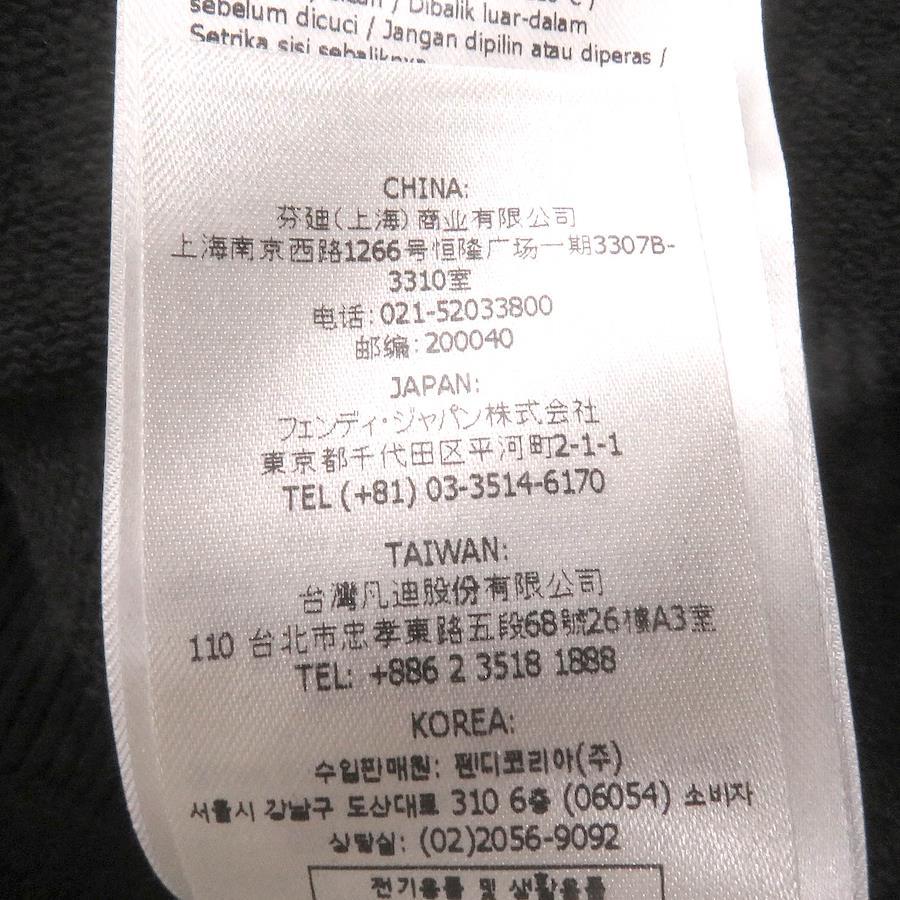 / Dibalik luar-dalam
sebelum dicuci / Jangan dipilin atau diperas /
Setrika sisi sebaliknya
CHINA:
芬迪(上海)商业有限公司
上海南京西路1266号恒隆广场一期3307B-
3310室
电话:021-52033800
邮编:200040
JAPAN:
フェンディ・ジャパン株式会社
東京都千代田区平河町2-1-1
TEL (+81) 03-3514-6170
TAIWAN:
台灣凡迪股份有限公司
110 台北市忠孝東路五段68號26樓A3室
TEL: +886 2 3518 1888
KOREA:
수입판매원: 펜디코리아(주)
서울시 강남구 도산대로 310 6층 (06054) 소비자
상담실: (02)2056-9092
전기용품 및 생활용품